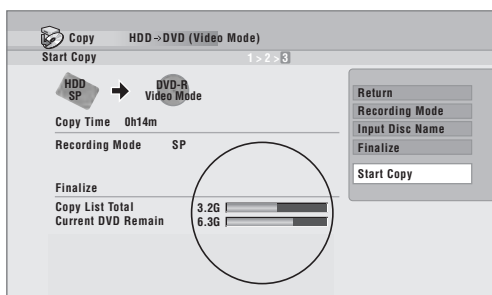 Copy HDD→DVD (Video Mode)
Start Copy 1 > 2 > 3
HDD
SP
DVD-R
Video Mode
Copy Time 0h14m
Recording Mode SP
Finalize
Copy List Total 3.2G
Current DVD Remain 6.3G
Return
Recording Mode
Input Disc Name
Finalize
Start Copy